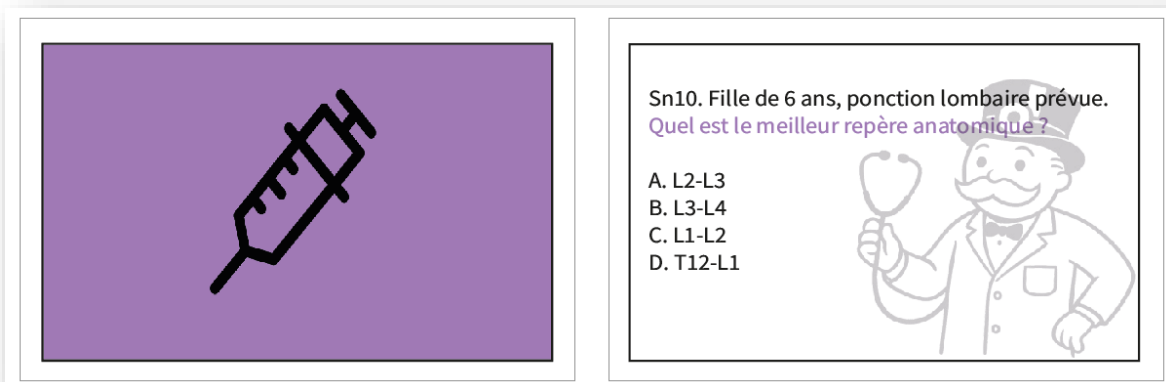 Sn10. Fille de 6 ans, ponction lombaire prévue.
Quel est le meilleur repère anatomique ?
A. L2-L3
B. L3-L4
C. L1-L2
D. T12-L1